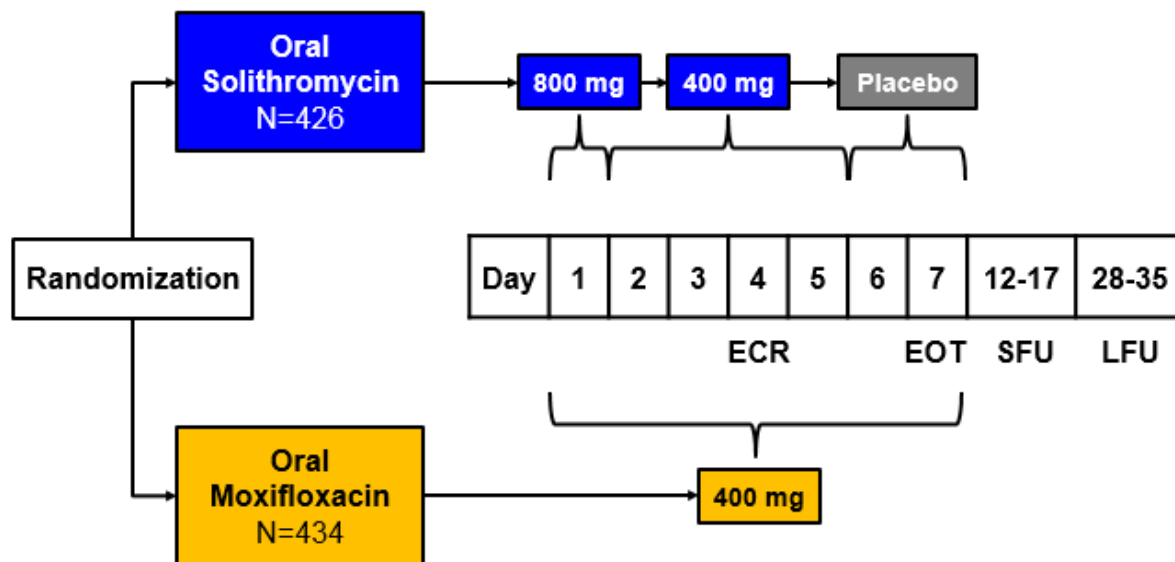 Oral
Solithromycin
N=426
800 mg
400 mg
Placebo
Randomization
Day 1 2 3 4 5 6 7 12-17 28-35
ECR EOT SFU LFU
Oral
Moxifloxacin
N=434
400 mg